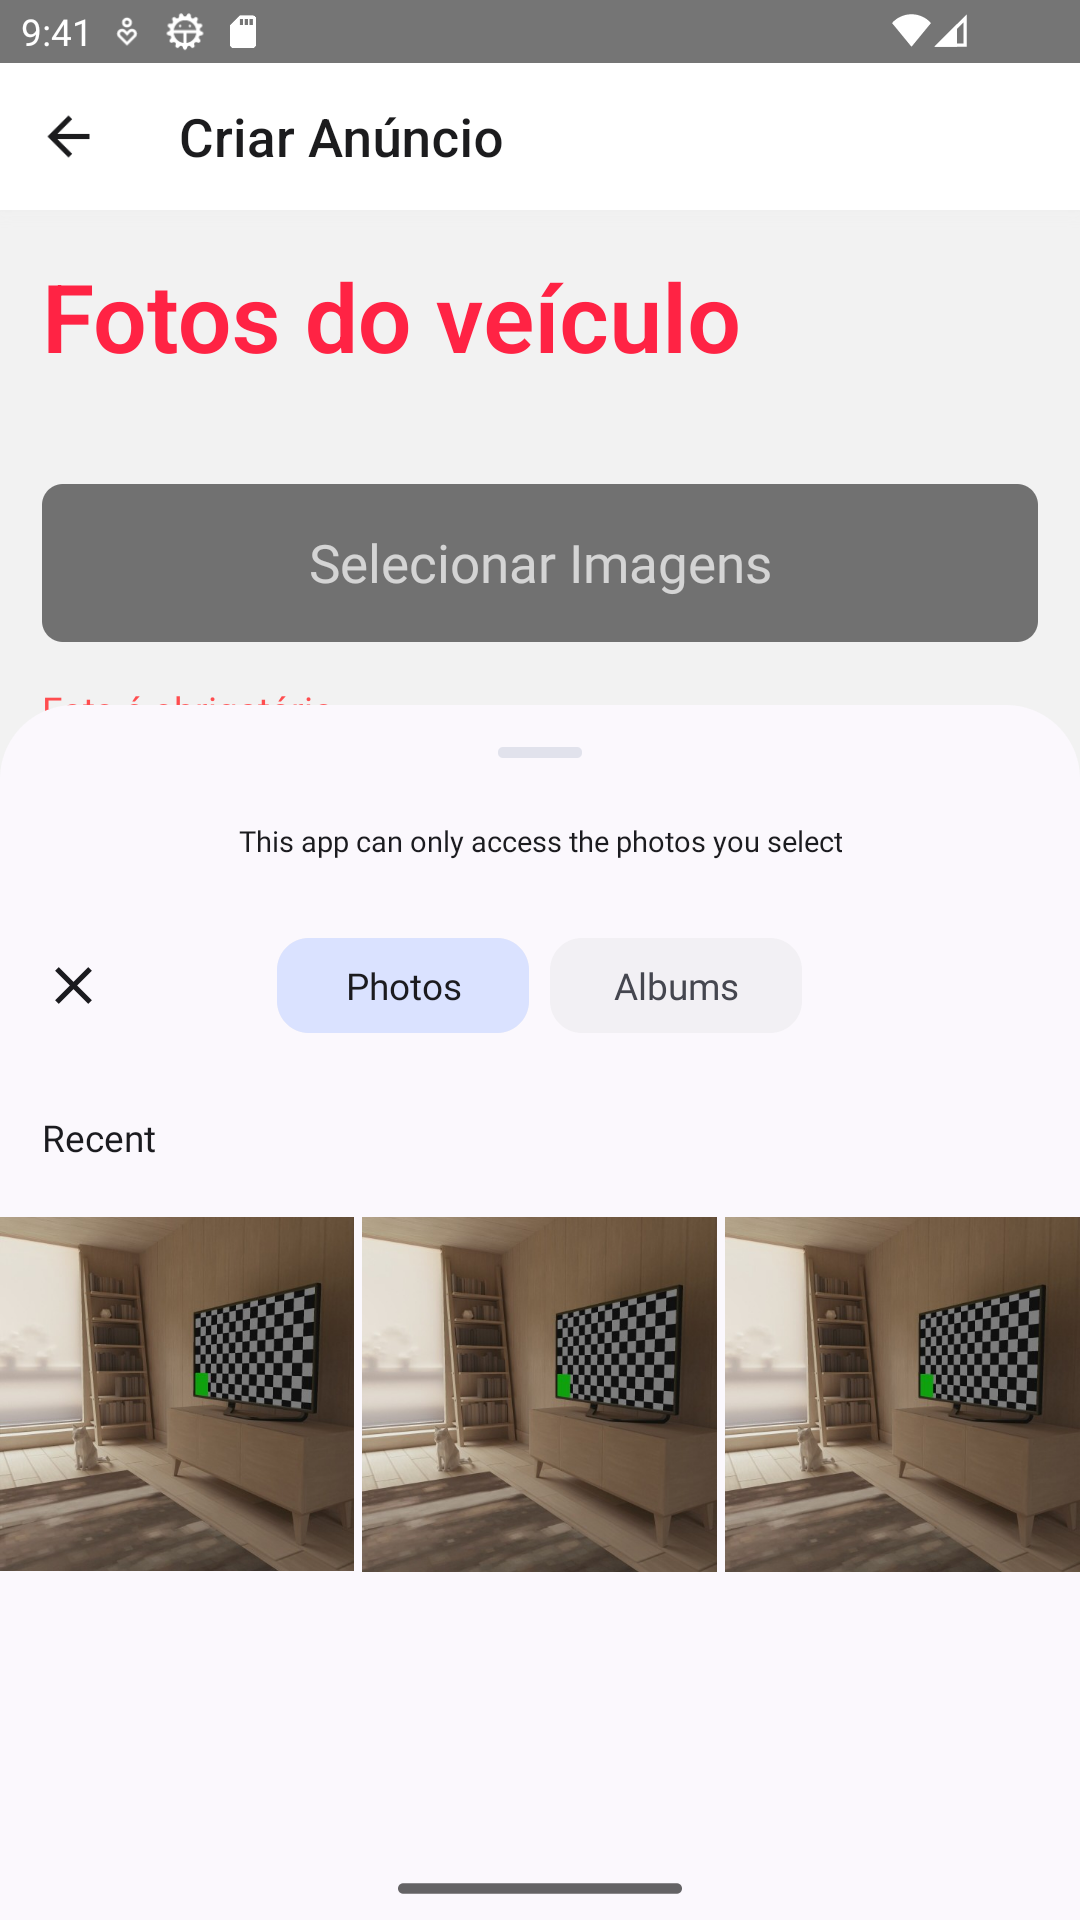 9:41
Criar Anúncio
Fotos do veículo
Selecionar Imagens
This app can only access the photos you select
Photos
Albums
Recent